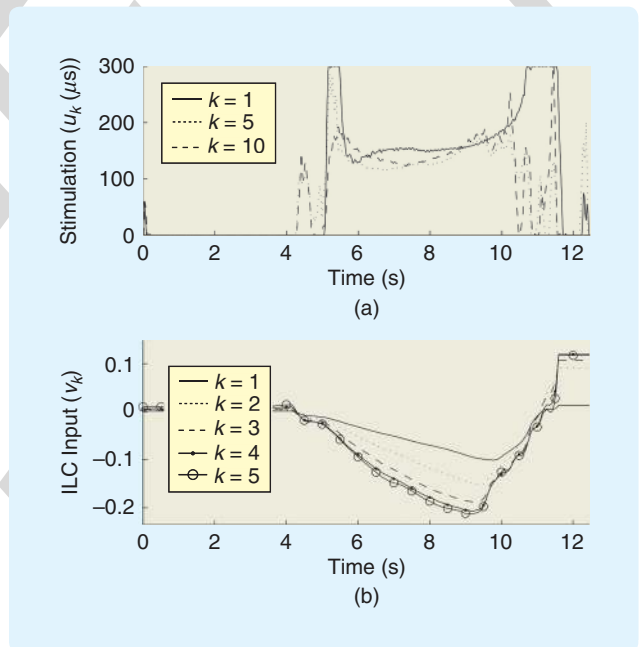 300
200
100
0
Stimulation (u_k (μs))
k = 1
k = 5
k = 10
0 2 4 6 8 10 12
Time (s)
(a)
0.1
0
−0.1
−0.2
ILC Input (v_k)
k = 1
k = 2
k = 3
k = 4
k = 5
0 2 4 6 8 10 12
Time (s)
(b)